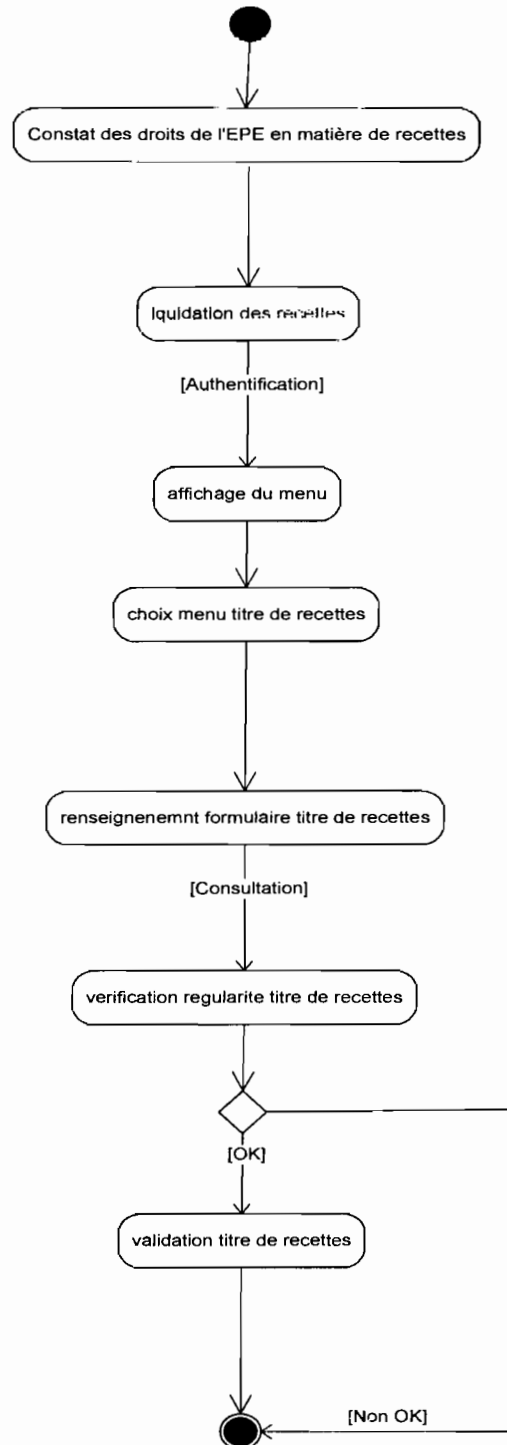 Constat des droits de l'EPE en matière de recettes
lquidation des recettes
[Authentification]
affichage du menu
choix menu titre de recettes
renseignenemnt formulaire titre de recettes
[Consultation]
verification regularite titre de recettes
[OK]
validation titre de recettes
[Non OK]